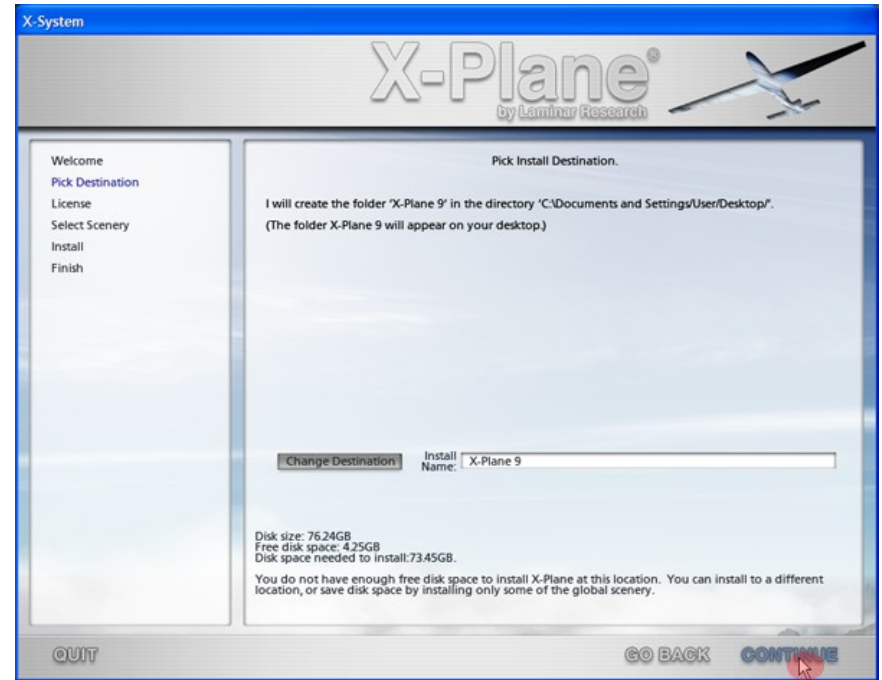 X-System
X-Plane®
by Laminar Research
Welcome
Pick Destination
License
Select Scenery
Install
Finish
Pick Install Destination.
I will create the folder 'X-Plane 9' in the directory 'C:\Documents and Settings/User/Desktop/'.
(The folder X-Plane 9 will appear on your desktop.)
Change Destination
Install
Name:
X-Plane 9
Disk size: 76.24GB
Free disk space: 4.25GB
Disk space needed to install:73.45GB.
You do not have enough free disk space to install X-Plane at this location. You can install to a different
location, or save disk space by installing only some of the global scenery.
QUIT
GO BACK
CONTINUE